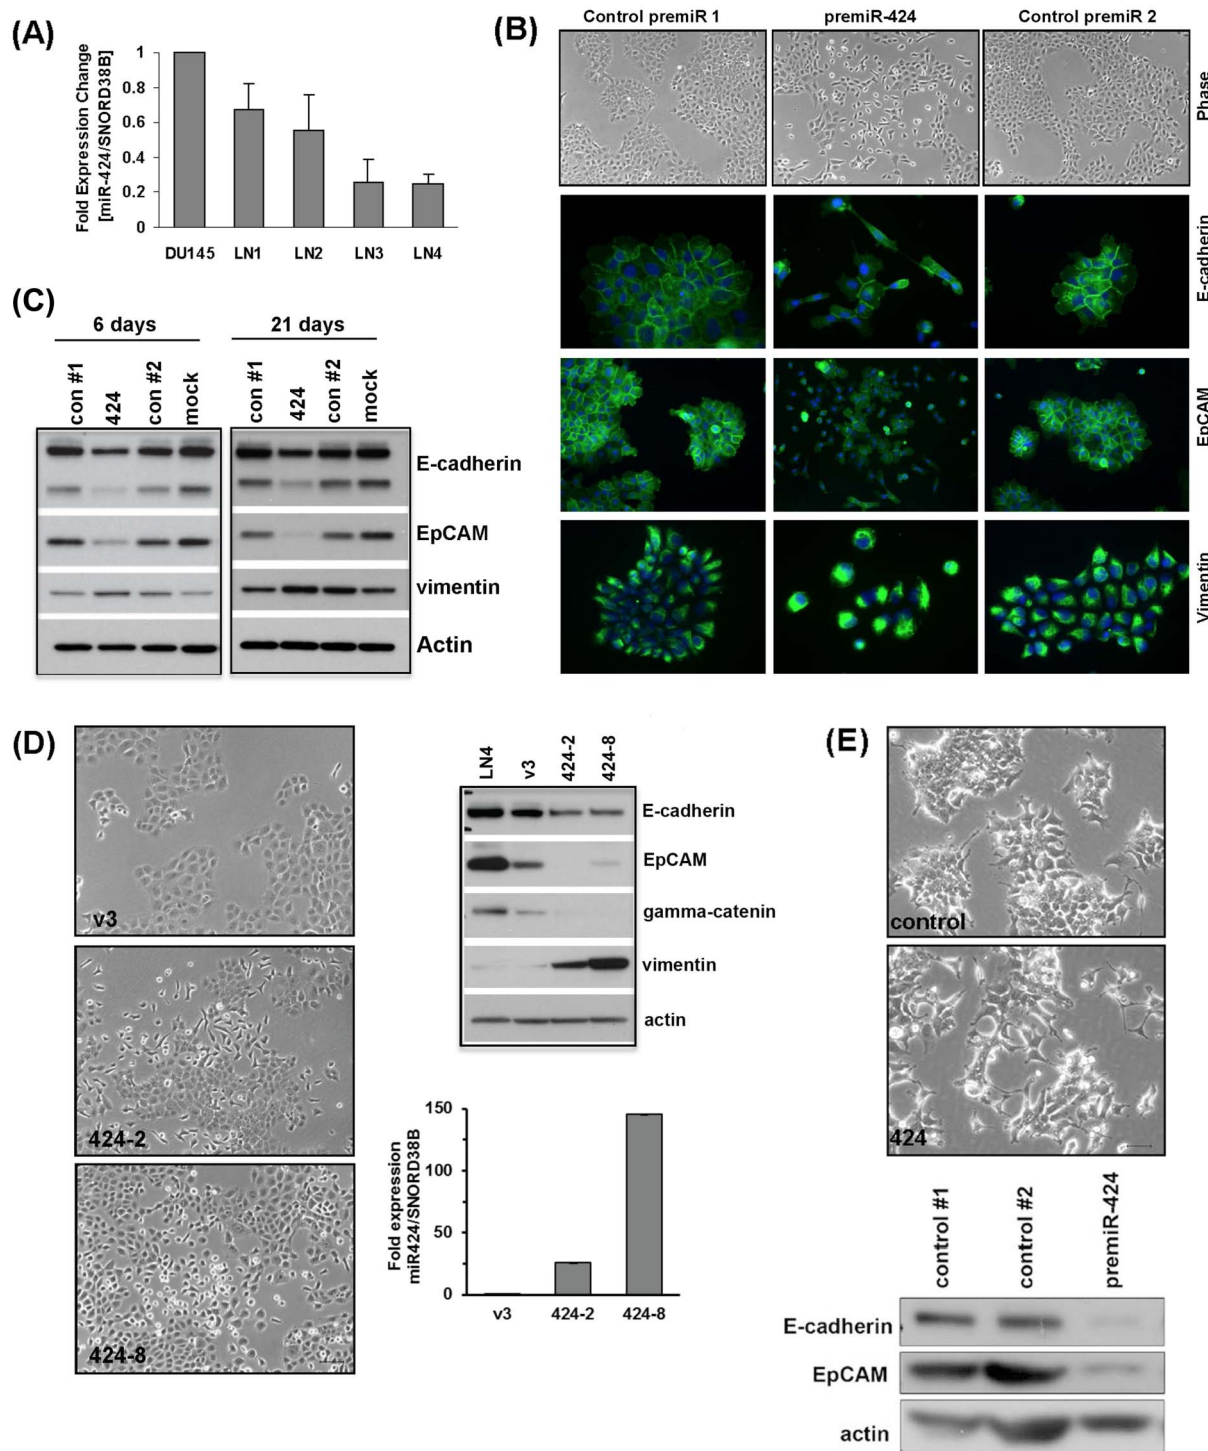 (A)
Fold Expression Change
[miR-424/SNORD38B]
1
0.8
0.6
0.4
0.2
0
DU145 LN1 LN2 LN3 LN4
(B)
Control premiR 1 premiR-424 Control premiR 2
Phase
E-cadherin
EpCAM
Vimentin
(C)
6 days 21 days
con #1 424 con #2 mock con #1 424 con #2 mock
E-cadherin
EpCAM
vimentin
Actin
(D)
v3
424-2
424-8
LN4 v3 424-2 424-8
E-cadherin
EpCAM
gamma-catenin
vimentin
actin
Fold expression
miR424/SNORD38B
150
100
50
0
v3 424-2 424-8
(E)
control
424
control #1 control #2 premiR-424
E-cadherin
EpCAM
actin